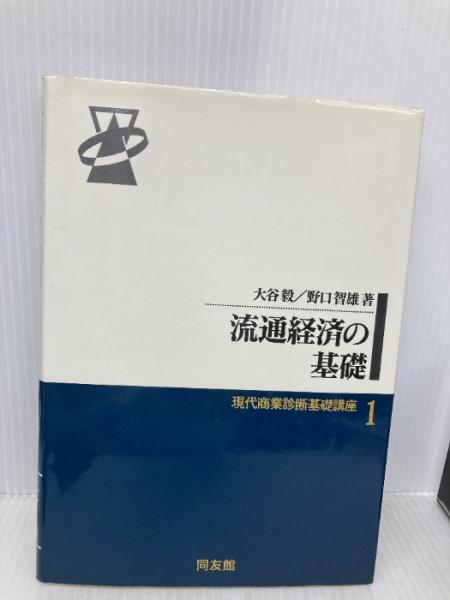 大谷毅／野口智雄著
流通経済の
基礎
現代商業診断基礎講座 1
同友館